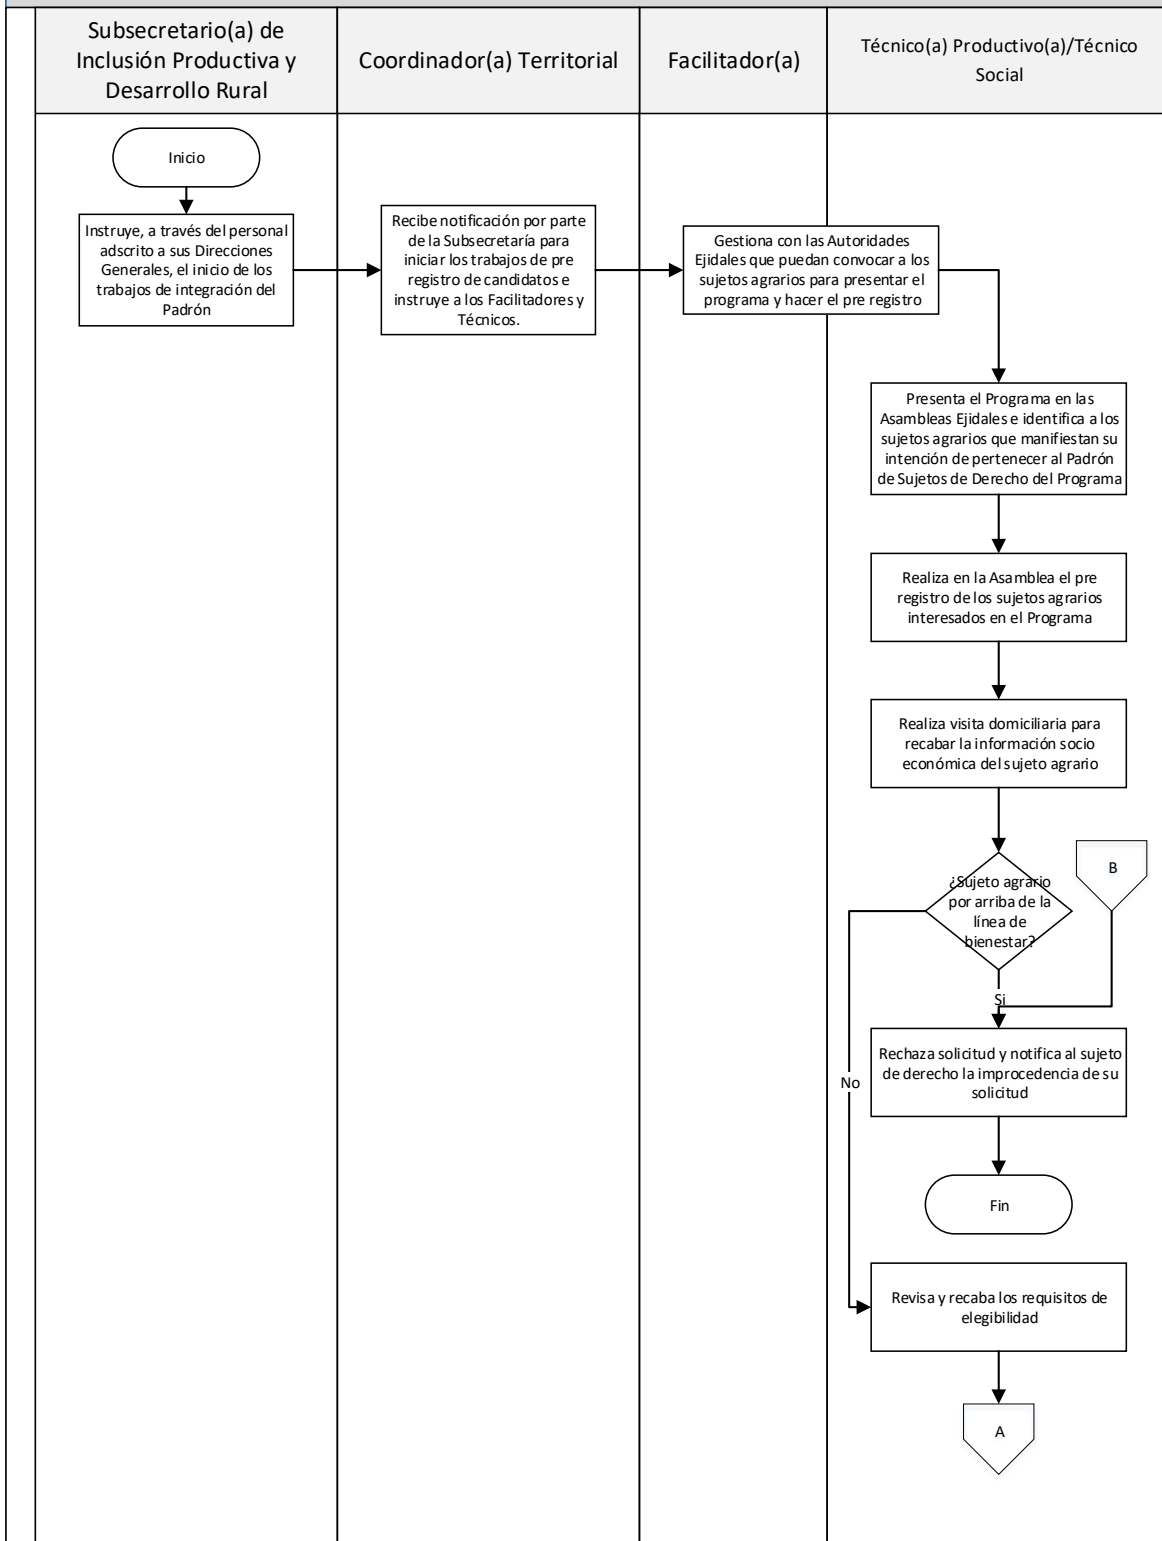 Subsecretario(a) de
Inclusión Productiva y
Desarrollo Rural
Coordinador(a) Territorial
Facilitador(a)
Técnico(a) Productivo(a)/Técnico
Social
Inicio
Instruye, a través del personal
adscrito a sus Direcciones
Generales, el inicio de los
trabajos de integración del
Padrón
Recibe notificación por parte
de la Subsecretaría para
iniciar los trabajos de pre
registro de candidatos e
instruye a los Facilitadores y
Técnicos.
Gestiona con las Autoridades
Ejidales que puedan convocar a los
sujetos agrarios para presentar el
programa y hacer el pre registro
Presenta el Programa en las
Asambleas Ejidales e identifica a los
sujetos agrarios que manifiestan su
intención de pertenecer al Padrón
de Sujetos de Derecho del Programa
Realiza en la Asamblea el pre
registro de los sujetos agrarios
interesados en el Programa
Realiza visita domiciliaria para
recabar la información socio
económica del sujeto agrario
¿Sujeto agrario
por arriba de la
línea de
bienestar?
B
Si
Rechaza solicitud y notifica al sujeto
de derecho la improcedencia de su
solicitud
No
Fin
Revisa y recaba los requisitos de
elegibilidad
A